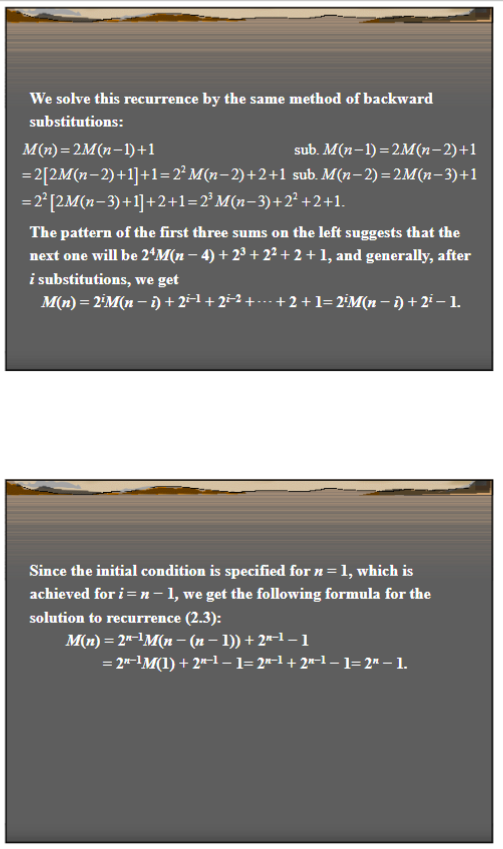 We solve this recurrence by the same method of backward
substitutions:
M(n) = 2M(n−1)+1 sub. M(n−1) = 2M(n−2)+1
= 2[2M(n−2)+1]+1 = 2² M(n−2)+2+1 sub. M(n−2) = 2M(n−3)+1
= 2² [2M(n−3)+1]+2+1 = 2³ M(n−3)+2² +2+1.
The pattern of the first three sums on the left suggests that the
next one will be 2⁴M(n − 4) + 2³ + 2² + 2 + 1, and generally, after
i substitutions, we get
M(n) = 2ⁱM(n − i) + 2ⁱ⁻¹ + 2ⁱ⁻² + ··· + 2 + 1= 2ⁱM(n − i) + 2ⁱ − 1.
Since the initial condition is specified for n = 1, which is
achieved for i = n − 1, we get the following formula for the
solution to recurrence (2.3):
M(n) = 2ⁿ⁻¹M(n − (n − 1)) + 2ⁿ⁻¹ − 1
= 2ⁿ⁻¹M(1) + 2ⁿ⁻¹ − 1= 2ⁿ⁻¹ + 2ⁿ⁻¹ − 1= 2ⁿ − 1.